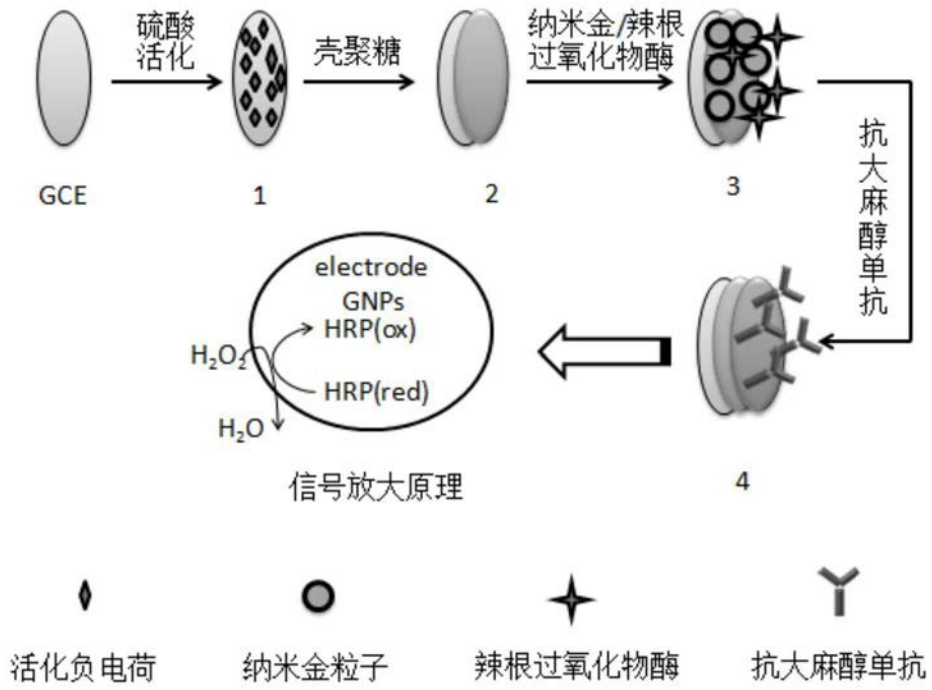 硫酸
活化
壳聚糖
纳米金/辣根
过氧化物酶
抗大麻醇单抗
GCE
1
2
3
electrode
GNPs
HRP(ox)
H₂O₂
HRP(red)
H₂O
4
信号放大原理
活化负电荷
纳米金粒子
辣根过氧化物酶
抗大麻醇单抗